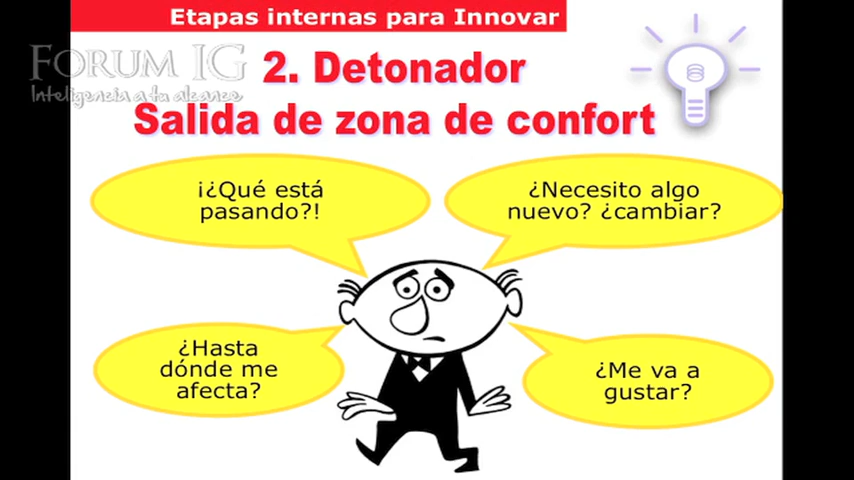 Etapas internas para Innovar
FORUM IG
Inteligencia a tu alcance
2. Detonador
Salida de zona de confort
¡¿Qué está
pasando?!
¿Necesito algo
nuevo? ¿cambiar?
¿Hasta
dónde me
afecta?
¿Me va a
gustar?